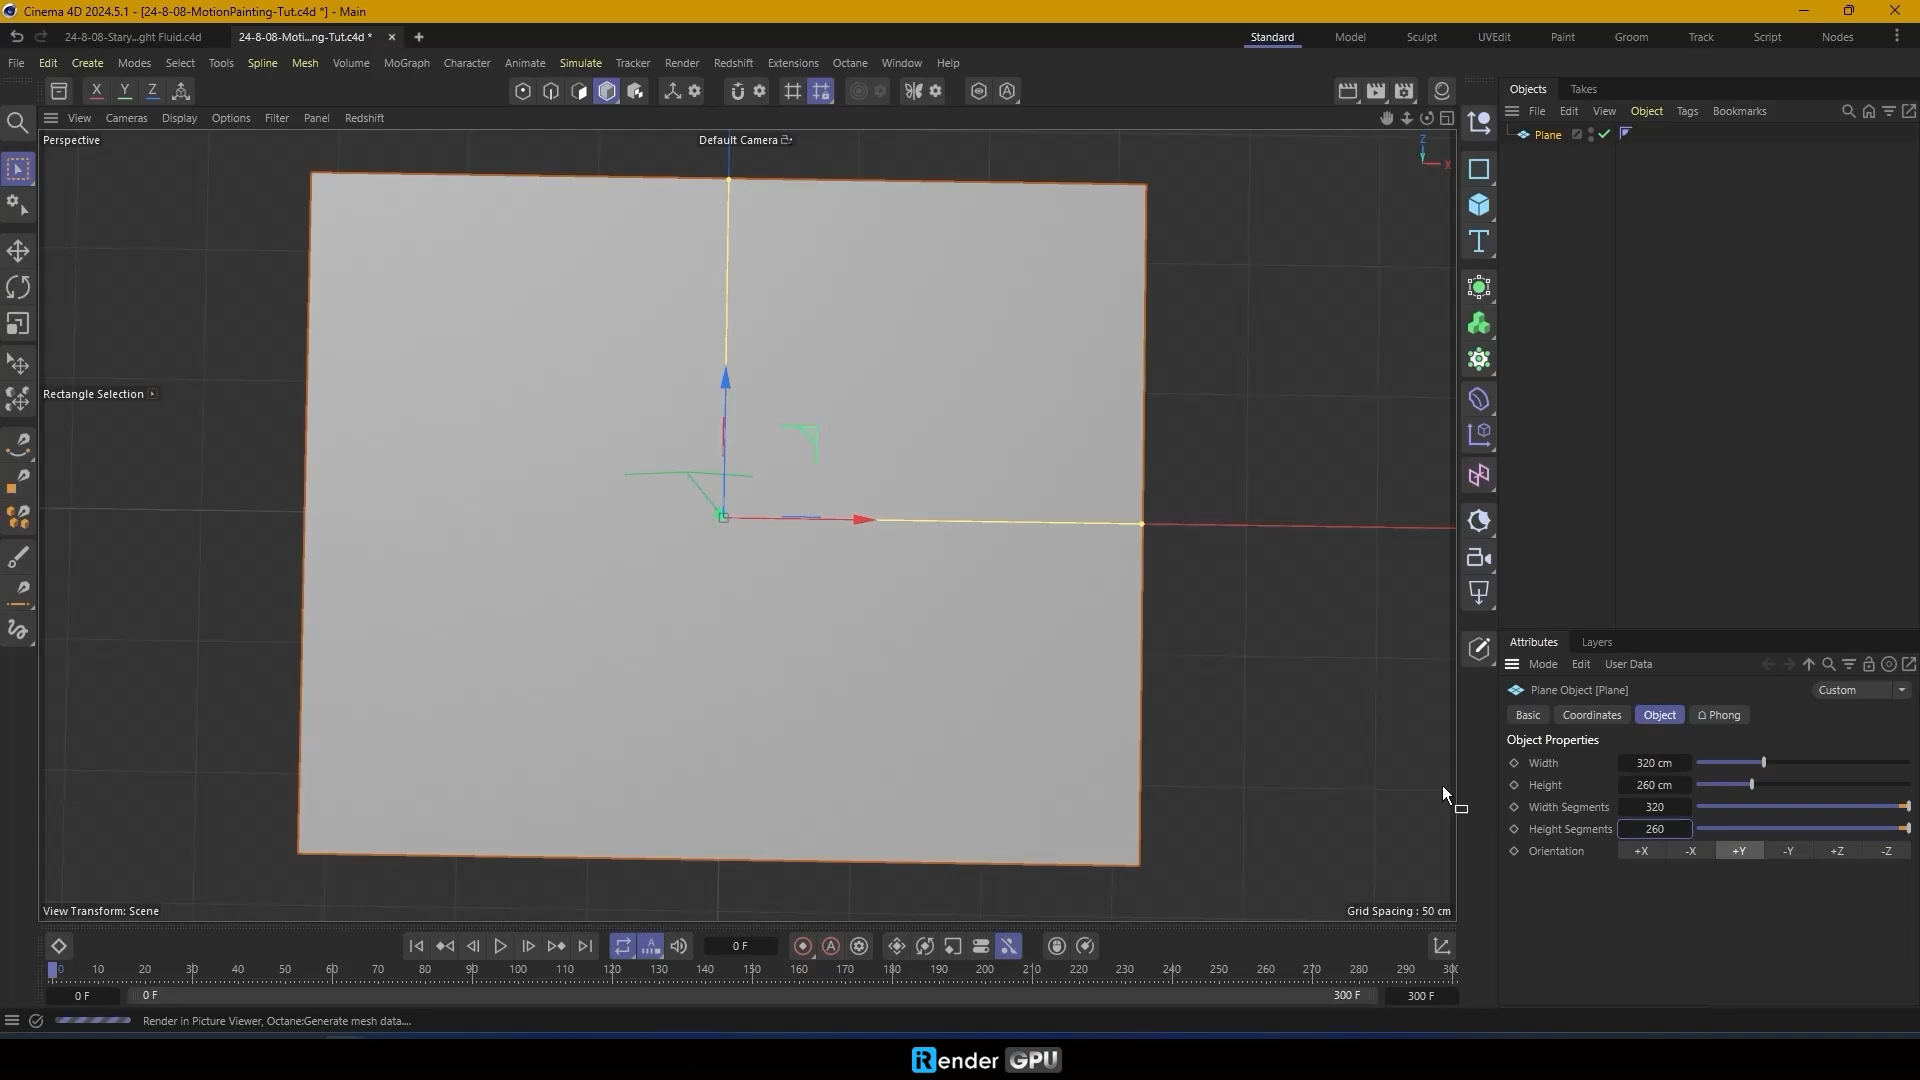 Cinema 4D 2024.5.1 - [24-8-08-MotionPainting-Tut.c4d *] - Main
24-8-08-Stary...ght Fluid.c4d
24-8-08-Moti...ng-Tut.c4d *
Standard Model Sculpt UVEdit Paint Groom Track Script Nodes
File Edit Create Modes Select Tools Spline Mesh Volume MoGraph Character Animate Simulate Tracker Render Redshift Extensions Octane Window Help
X Y Z
Objects Takes
View Cameras Display Options Filter Panel Redshift
File Edit View Object Tags Bookmarks
Perspective
Default Camera
Z
X
Plane
Rectangle Selection
View Transform: Scene
Grid Spacing : 50 cm
Attributes Layers
Mode Edit User Data
Plane Object [Plane]
Custom
Basic Coordinates Object Phong
Object Properties
Width 320 cm
Height 260 cm
Width Segments 320
Height Segments 260
Orientation +X -X +Y -Y +Z -Z
0 F
0 10 20 30 40 50 60 70 80 90 100 110 120 130 140 150 160 170 180 190 200 210 220 230 240 250 260 270 280 290 30
0 F 0 F 300 F 300 F
Render in Picture Viewer, Octane:Generate mesh data....
iRender GPU